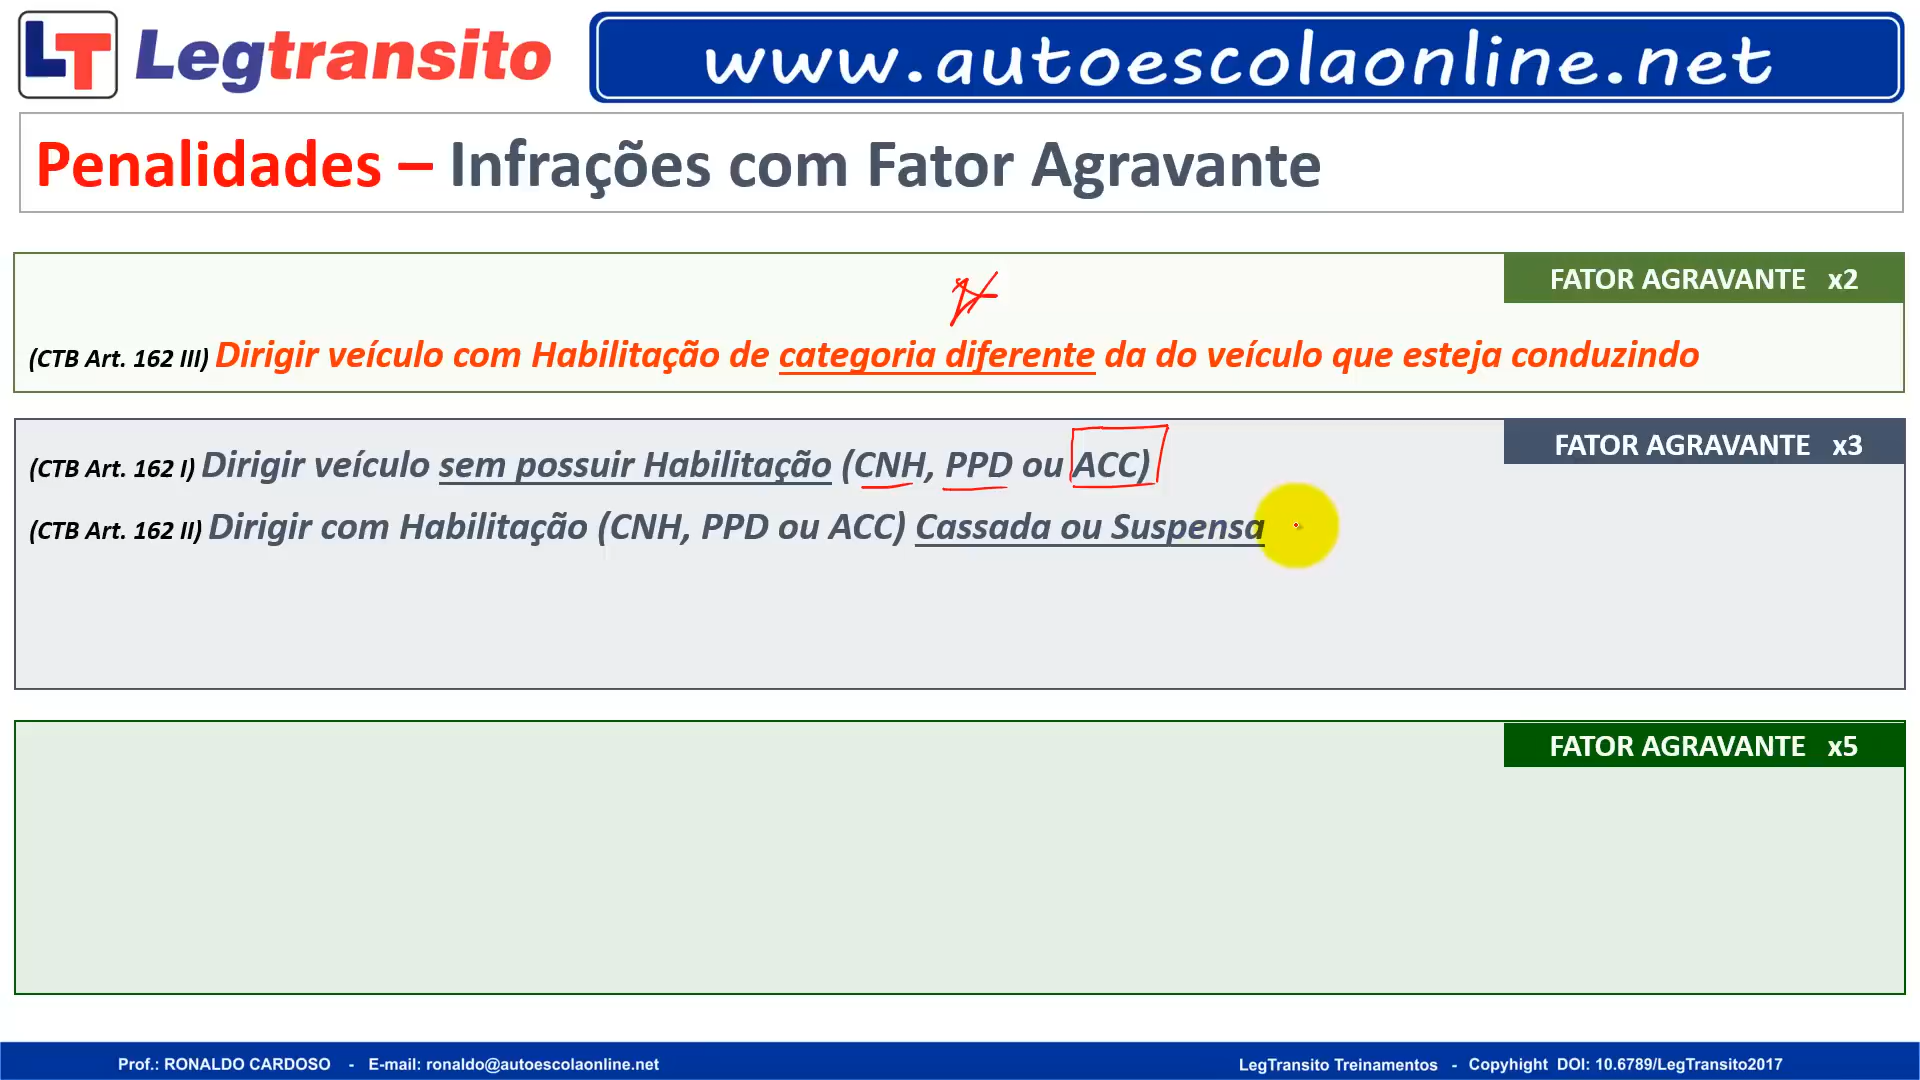 LT Legtransito
www.autoescolaonline.net
Penalidades – Infrações com Fator Agravante
FATOR AGRAVANTE x2
(CTB Art. 162 III) Dirigir veículo com Habilitação de categoria diferente da do veículo que esteja conduzindo
FATOR AGRAVANTE x3
(CTB Art. 162 I) Dirigir veículo sem possuir Habilitação (CNH, PPD ou ACC)
(CTB Art. 162 II) Dirigir com Habilitação (CNH, PPD ou ACC) Cassada ou Suspensa
FATOR AGRAVANTE x5
Prof.: RONALDO CARDOSO - E-mail: ronaldo@autoescolaonline.net
LegTransito Treinamentos - Copyhight DOI: 10.6789/LegTransito2017